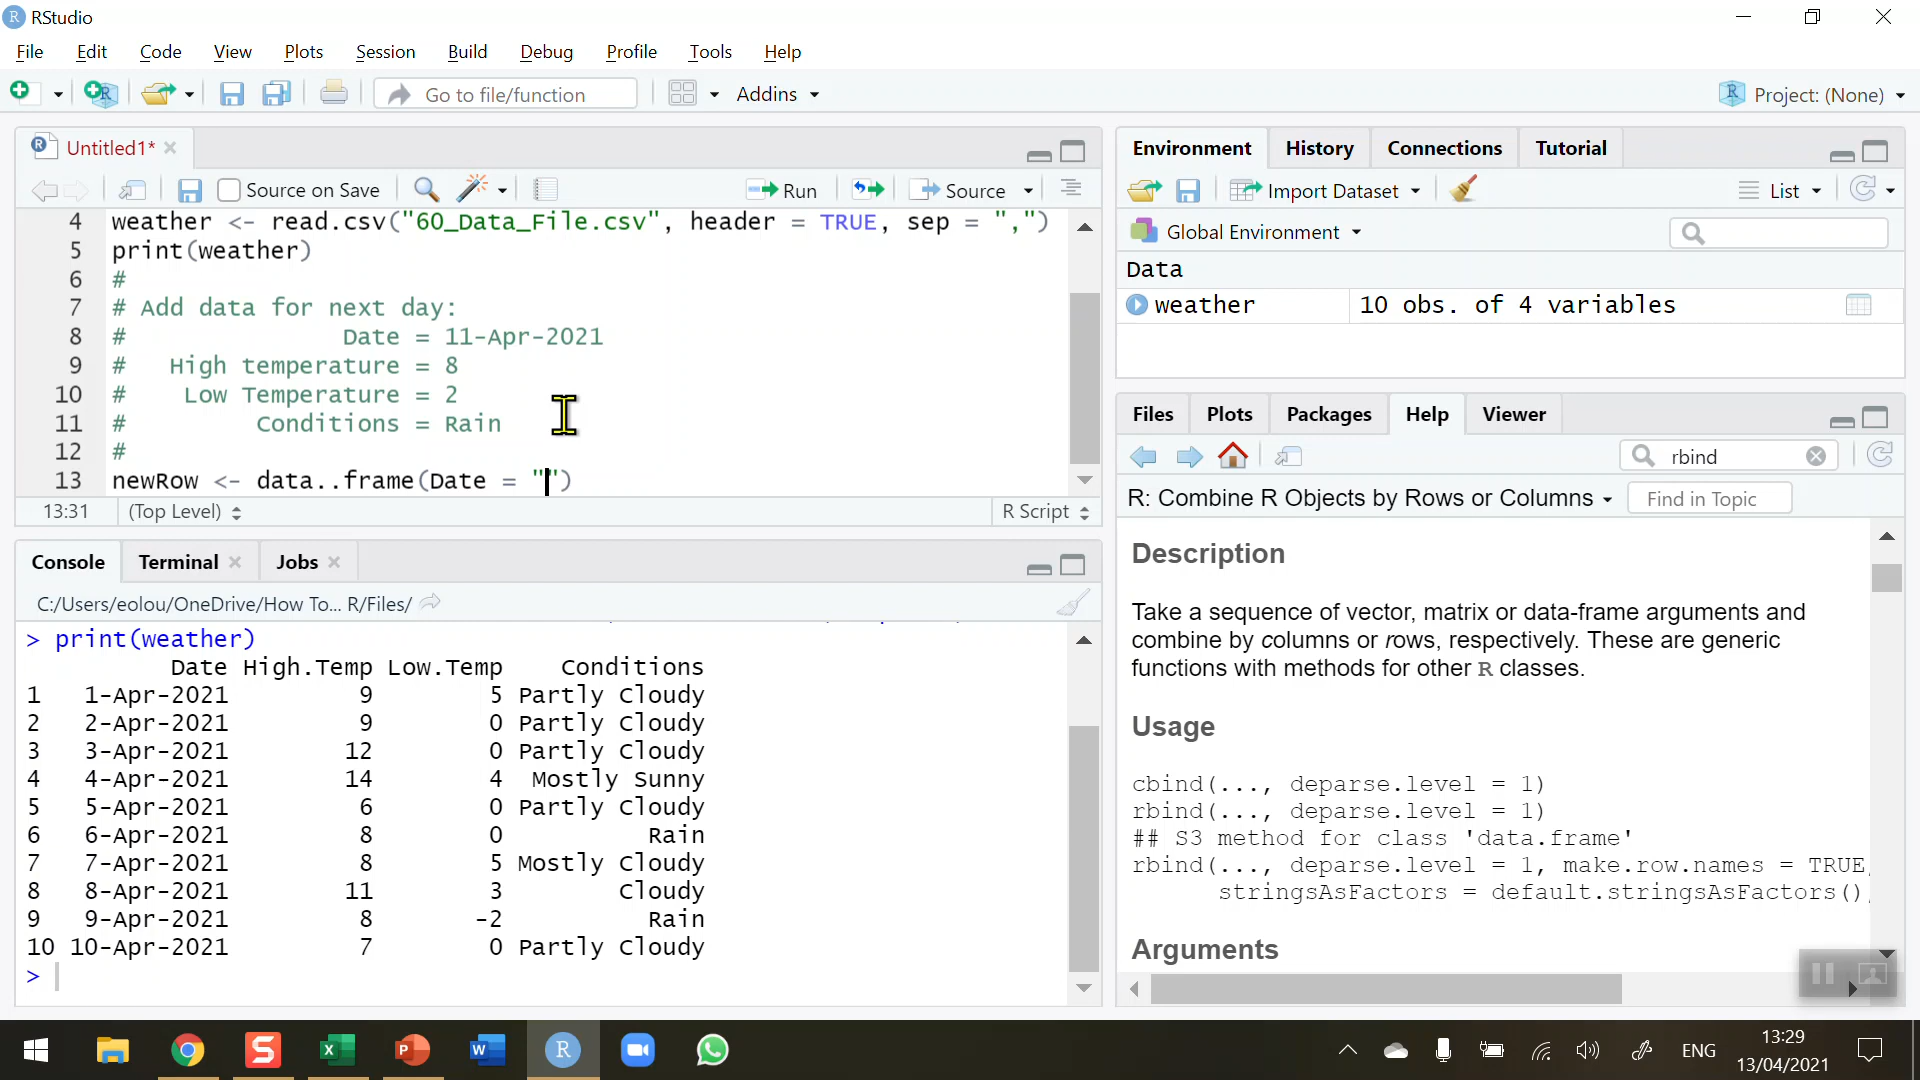 RStudio
File Edit Code View Plots Session Build Debug Profile Tools Help
Go to file/function Addins Project: (None)
Untitled1*
Source on Save Run Source
4 weather <- read.csv("60_Data_File.csv", header = TRUE, sep = ",")
5 print(weather)
6 #
7 # Add data for next day:
8 # Date = 11-Apr-2021
9 # High temperature = 8
10 # Low Temperature = 2
11 # Conditions = Rain
12 #
13 newRow <- data..frame(Date = "")
13:31 (Top Level) R Script
Console Terminal Jobs
C:/Users/eolou/OneDrive/How To... R/Files/
> print(weather)
Date High.Temp Low.Temp Conditions
1 1-Apr-2021 9 5 Partly Cloudy
2 2-Apr-2021 9 0 Partly Cloudy
3 3-Apr-2021 12 0 Partly Cloudy
4 4-Apr-2021 14 4 Mostly Sunny
5 5-Apr-2021 6 0 Partly Cloudy
6 6-Apr-2021 8 0 Rain
7 7-Apr-2021 8 5 Mostly Cloudy
8 8-Apr-2021 11 3 Cloudy
9 9-Apr-2021 8 -2 Rain
10 10-Apr-2021 7 0 Partly Cloudy
>
Environment History Connections Tutorial
Import Dataset List
Global Environment
Data
weather 10 obs. of 4 variables
Files Plots Packages Help Viewer
rbind
R: Combine R Objects by Rows or Columns Find in Topic
Description
Take a sequence of vector, matrix or data-frame arguments and
combine by columns or rows, respectively. These are generic
functions with methods for other R classes.
Usage
cbind(..., deparse.level = 1)
rbind(..., deparse.level = 1)
## S3 method for class 'data.frame'
rbind(..., deparse.level = 1, make.row.names = TRUE,
stringsAsFactors = default.stringsAsFactors(),
Arguments
ENG 13:29
13/04/2021